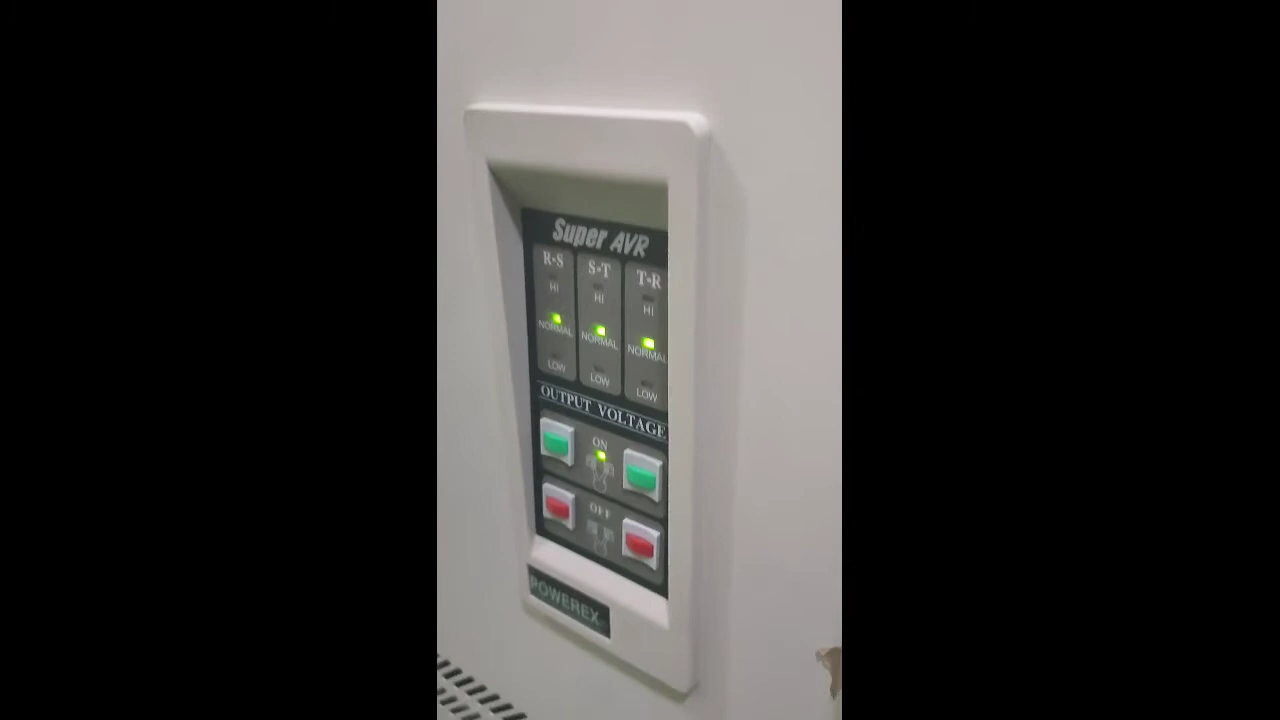 Super AVR
R-S S-T T-R
HI HI HI
NORMAL NORMAL NORMAL
LOW LOW LOW
OUTPUT VOLTAGE
ON
OFF
POWEREX